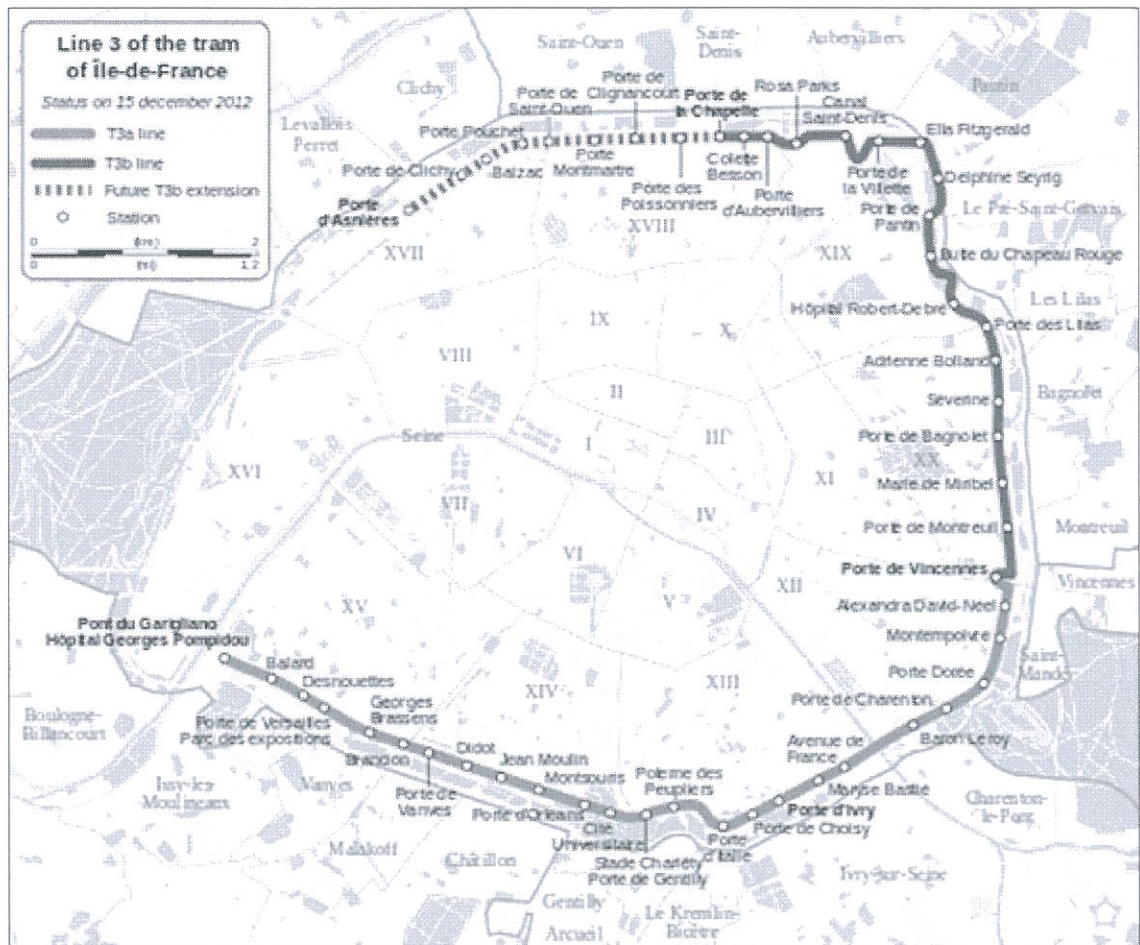 Line 3 of the tram
of Île-de-France
Status on 15 december 2012
T3a line
T3b line
Future T3b extension
Station
0 (km) 2
0 (mi) 1,2
Saint-Ouen
Saint-
Denis
Aubervilliers
Pantin
Clichy
Levallois
Perret
Porte de
Clignancourt
Porte de
Saint-Ouen
Porte de
la Chapelle
Rosa Parks
Canal
Saint-Denis
Ella Fitzgerald
Porte Pouchet
Porte de Clichy
Balzac
Porte
Montmartre
Porte des
Poissonniers
Colette
Besson
Porte
d'Aubervilliers
Porte de
la Villette
Delphine Seyrig
Porte
d'Asnières
Porte de
Pantin
Le Pré-Saint-Gervais
XVII
XVIII
XIX
Butte du Chapeau Rouge
Les Lilas
Hôpital Robert-Debré
Porte des Lilas
IX
X
VIII
Adrienne Bolland
II
Séverine
Bagnolet
Seine
I
III
Porte de Bagnolet
XVI
XI
XX
Marie de Miribel
VII
IV
Porte de Montreuil
Montreuil
VI
XII
Porte de Vincennes
Vincennes
XV
V
Alexandra David-Neel
Pont du Garigliano
Hôpital Georges Pompidou
Montempoivre
Saint-
Mandé
Balard
Desnouettes
XIV
XIII
Porte Dorée
Porte de Charenton
Boulogne-
Billancourt
Georges
Brassens
Porte de Versailles
Parc des expositions
Baron Leroy
Brancion
Didot
Avenue de
France
Issy-les-
Moulineaux
Vanves
Jean Moulin
Porte de
Vanves
Montsouris
Poterne des
Peupliers
Maryse Bastié
Charenton-
le-Pont
Porte d'Orléans
Porte d'Ivry
Porte de Choisy
Cité
Universitaire
Porte
d'Italie
Malakoff
Châtillon
Stade Charléty
Porte de Gentilly
Ivry-sur-Seine
Gentilly
Le Kremlin-
Bicêtre
Arcueil